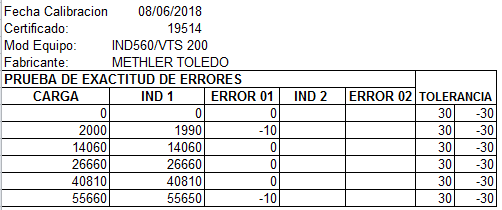 Fecha Calibracion 08/06/2018
Certificado: 19514
Mod Equipo: IND560/VTS 200
Fabricante: METHLER TOLEDO
PRUEBA DE EXACTITUD DE ERRORES
CARGA IND 1 ERROR 01 IND 2 ERROR 02 TOLERANCIA
0 0 0 30 -30
2000 1990 -10 30 -30
14060 14060 0 30 -30
26660 26660 0 30 -30
40810 40810 0 30 -30
55660 55650 -10 30 -30